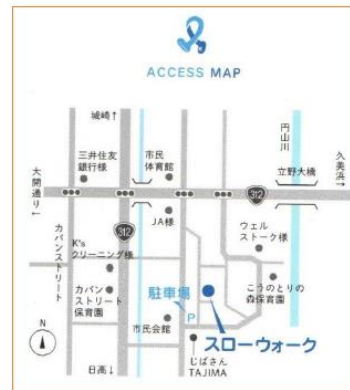 ACCESS MAP
城崎↑
三井住友
銀行様
市民
体育館
円山川
久美浜→
立野大橋
大開通り←
312
312
JA様
カバンストリート
K's
クリーニング様
ウェル
ストーク様
カバン
ストリート
保育園
駐車場
P
こうのとりの
森保育園
市民会館
スローウォーク
N
じばさん
TAJIMA
日高↓